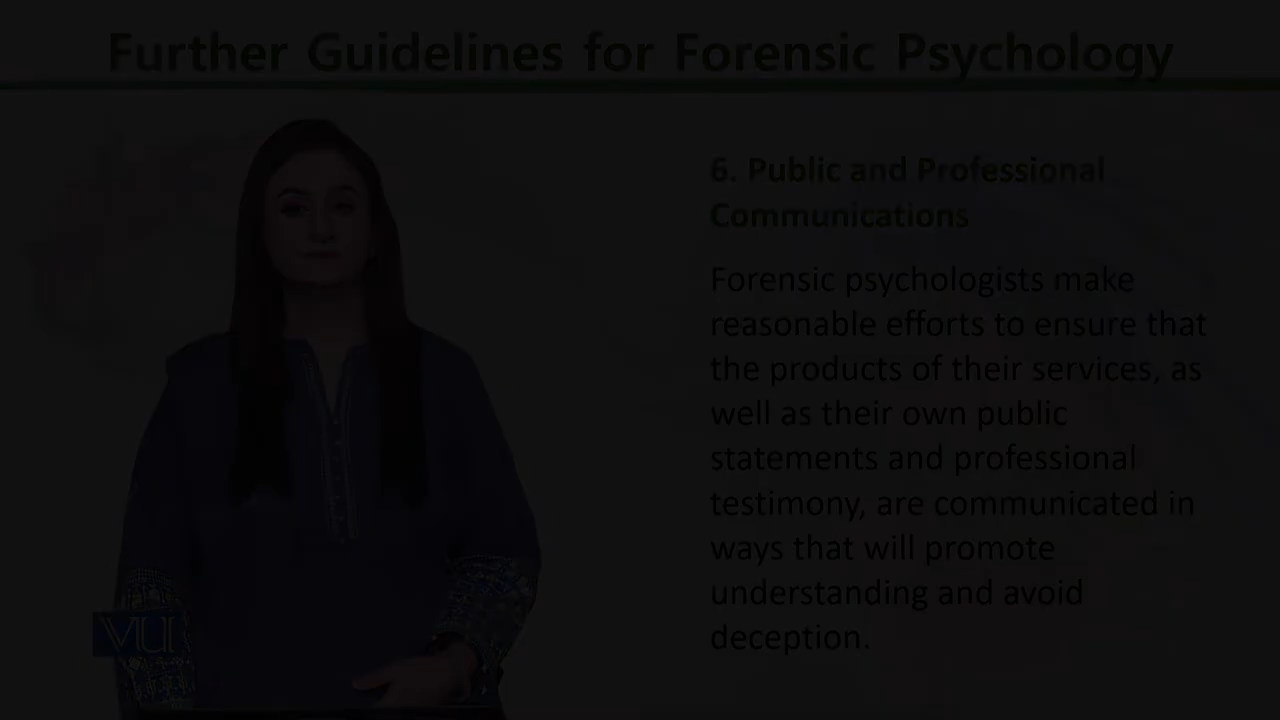 Further Guidelines for Forensic Psychology
6. Public and Professional
Communications
Forensic psychologists make
reasonable efforts to ensure that
the products of their services, as
well as their own public
statements and professional
testimony, are communicated in
ways that will promote
understanding and avoid
deception.
VU